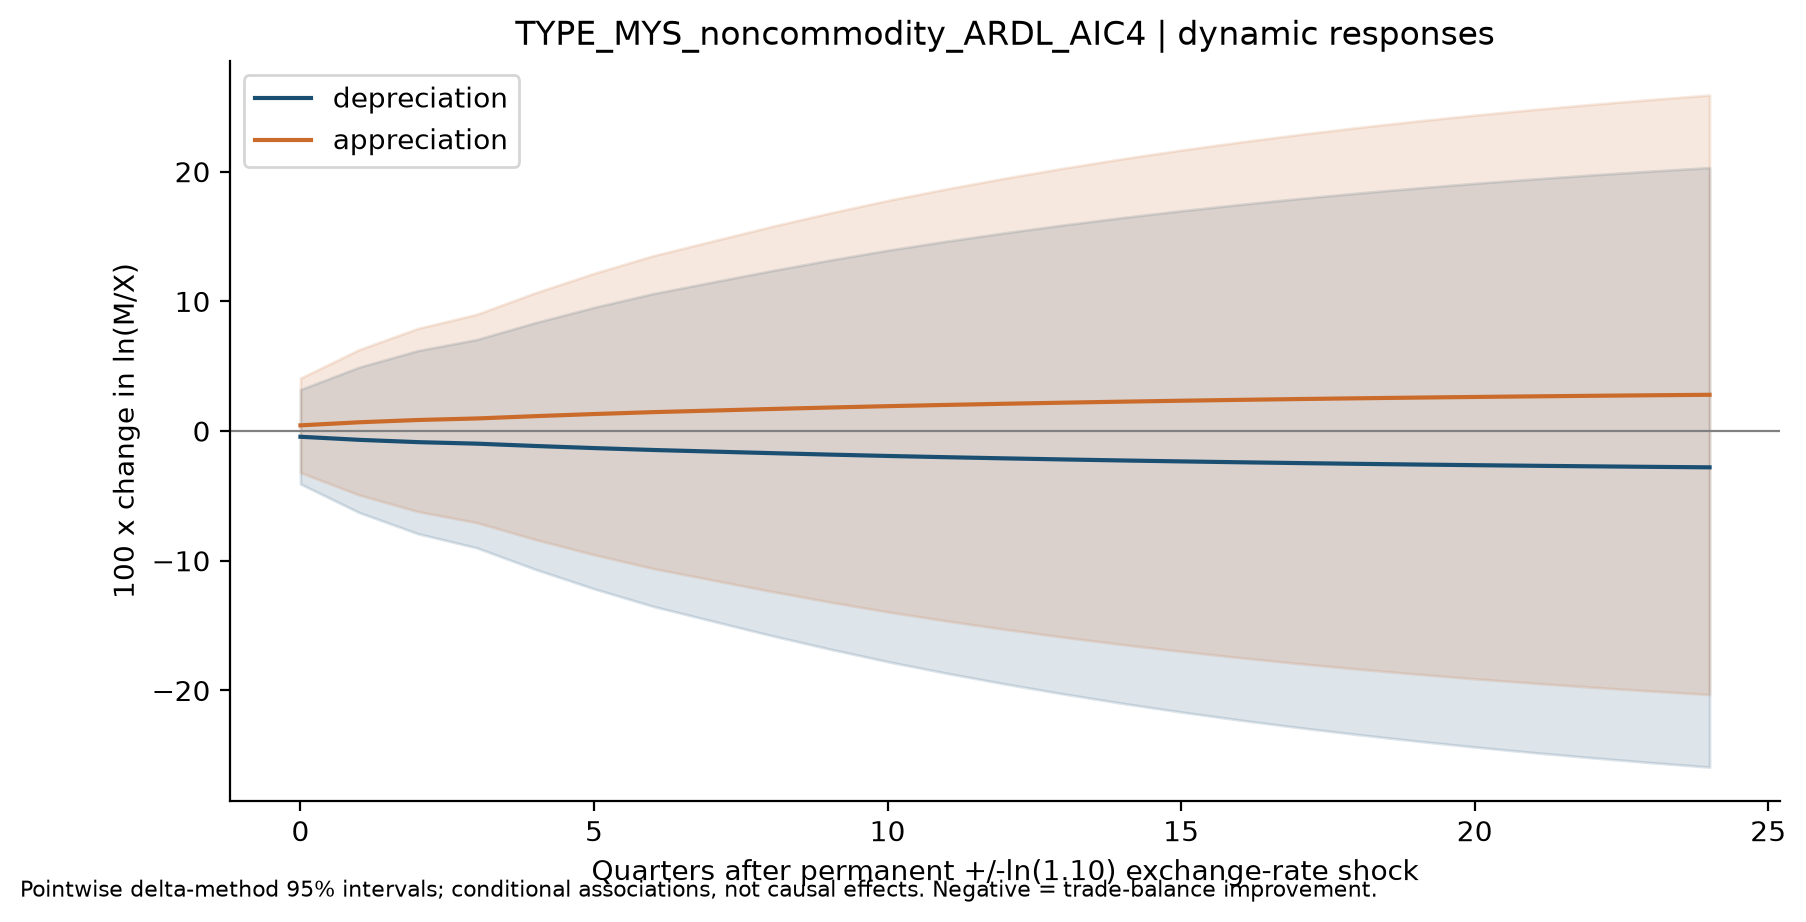 TYPE_MYS_noncommodity_ARDL_AIC4 | dynamic responses
depreciation
appreciation
100 x change in ln(M/X)
20
10
0
−10
−20
0
5
10
15
20
25
Quarters after permanent +/-ln(1.10) exchange-rate shock
Pointwise delta-method 95% intervals; conditional associations, not causal effects. Negative = trade-balance improvement.